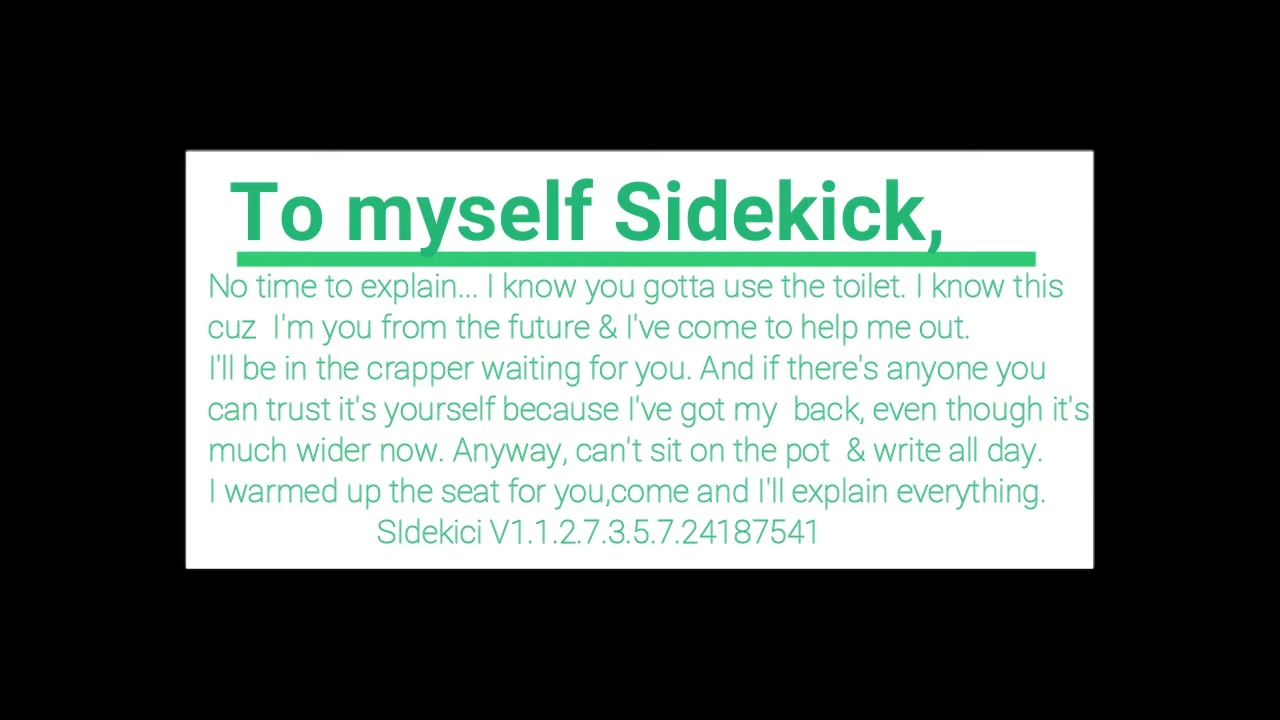 To myself Sidekick,
No time to explain... I know you gotta use the toilet. I know this
cuz  I'm you from the future & I've come to help me out.
I'll be in the crapper waiting for you. And if there's anyone you
can trust it's yourself because I've got my  back, even though it's
much wider now. Anyway, can't sit on the pot  & write all day.
I warmed up the seat for you,come and I'll explain everything.
SIdekici V1.1.2.7.3.5.7.24187541